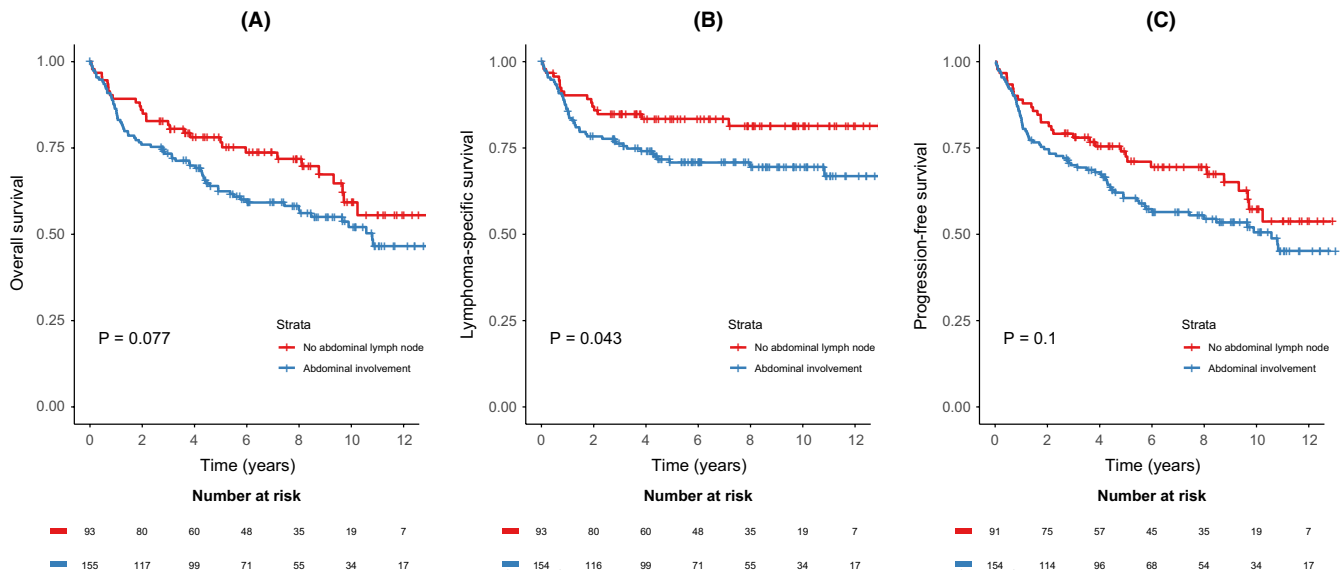 (A)
Overall survival
1.00
0.75
0.50
0.25
0.00
P = 0.077
Strata
No abdominal lymph node
Abdominal involvement
0 2 4 6 8 10 12
Time (years)
Number at risk
93 80 60 48 35 19 7
155 117 99 71 55 34 17
(B)
Lymphoma-specific survival
1.00
0.75
0.50
0.25
0.00
P = 0.043
Strata
No abdominal lymph node
Abdominal involvement
0 2 4 6 8 10 12
Time (years)
Number at risk
93 80 60 48 35 19 7
154 116 99 71 55 34 17
(C)
Progression-free survival
1.00
0.75
0.50
0.25
0.00
P = 0.1
Strata
No abdominal lymph node
Abdominal involvement
0 2 4 6 8 10 12
Time (years)
Number at risk
91 75 57 45 35 19 7
154 114 96 68 54 34 17